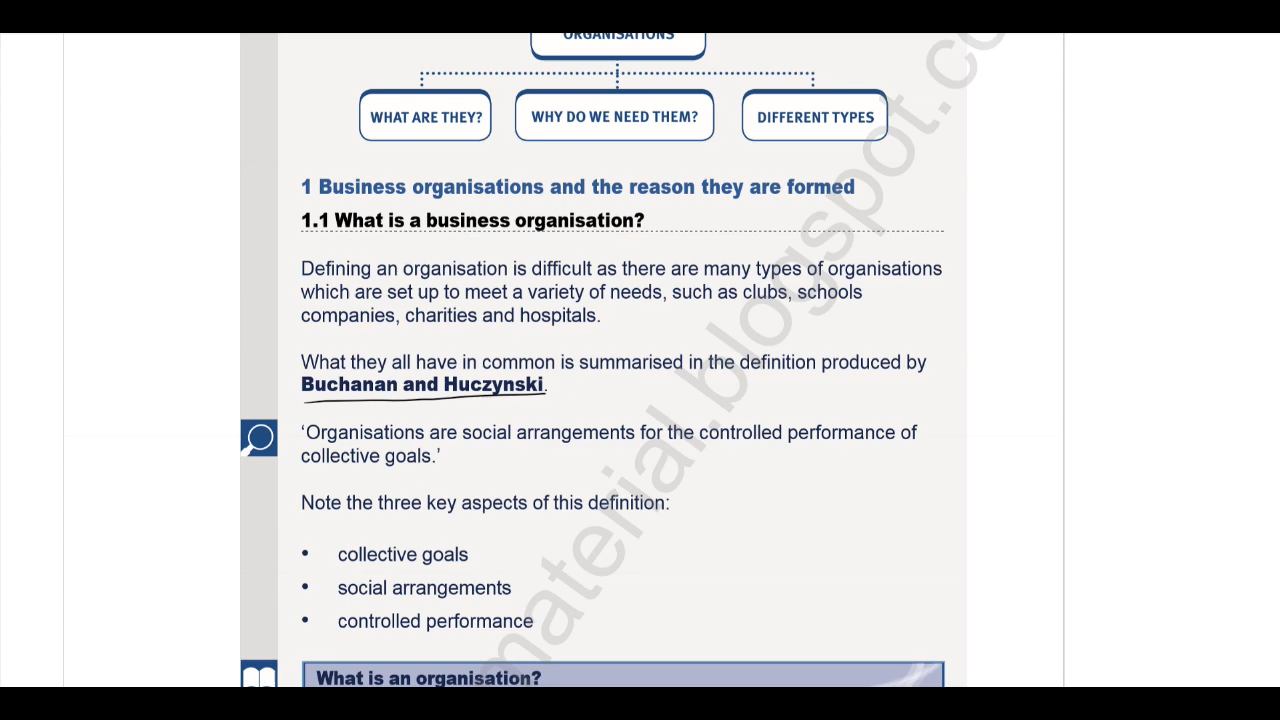 ORGANISATIONS
WHAT ARE THEY?
WHY DO WE NEED THEM?
DIFFERENT TYPES
1 Business organisations and the reason they are formed
1.1 What is a business organisation?
Defining an organisation is difficult as there are many types of organisations
which are set up to meet a variety of needs, such as clubs, schools
companies, charities and hospitals.
What they all have in common is summarised in the definition produced by
Buchanan and Huczynski.
‘Organisations are social arrangements for the controlled performance of
collective goals.’
Note the three key aspects of this definition:
• collective goals
• social arrangements
• controlled performance
What is an organisation?
material.blogspot.co